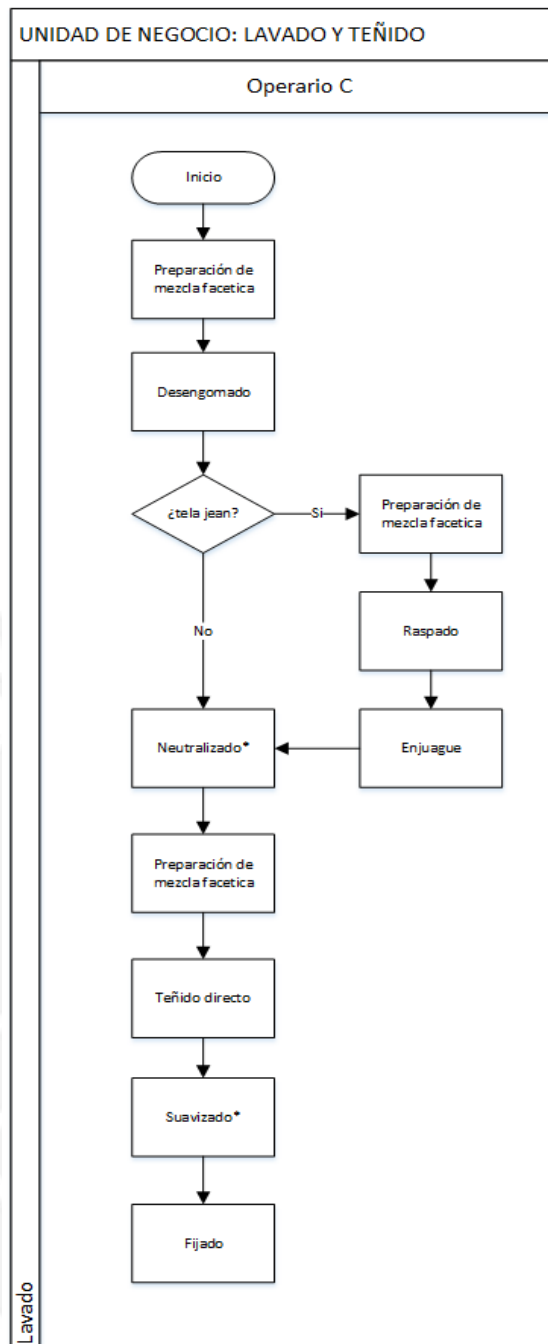 UNIDAD DE NEGOCIO: LAVADO Y TEÑIDO
Operario C
Inicio
Preparación de
mezcla facetica
Desengomado
¿tela jean?
Si
Preparación de
mezcla facetica
Raspado
No
Neutralizado*
Enjuague
Preparación de
mezcla facetica
Teñido directo
Suavizado*
Fijado
Lavado